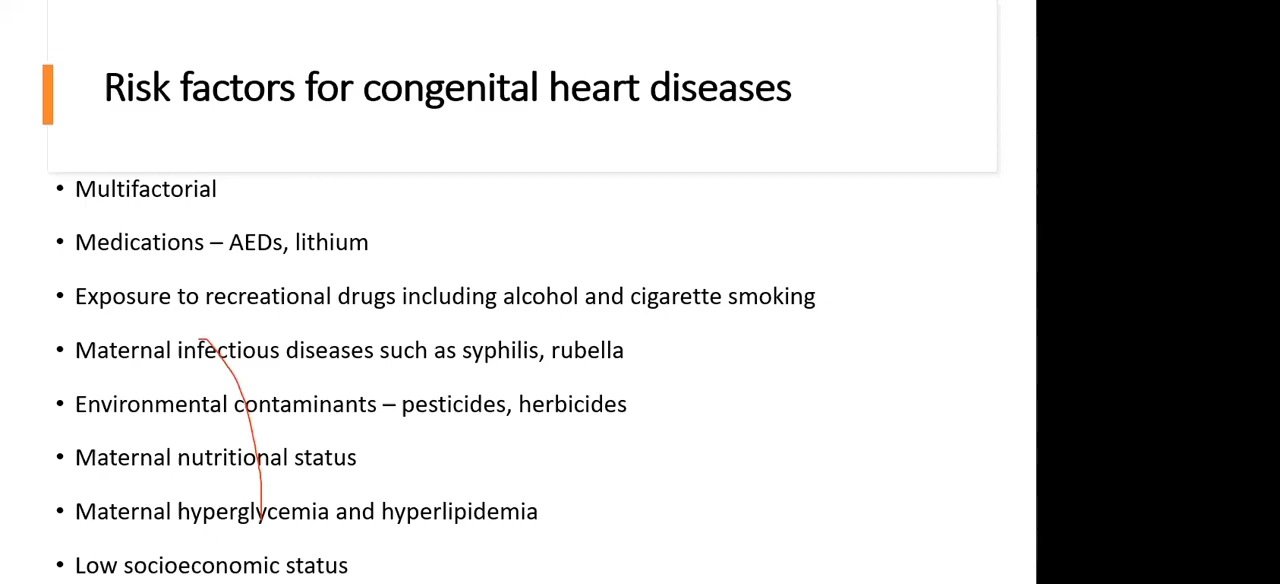 Risk factors for congenital heart diseases
• Multifactorial
• Medications – AEDs, lithium
• Exposure to recreational drugs including alcohol and cigarette smoking
• Maternal infectious diseases such as syphilis, rubella
• Environmental contaminants – pesticides, herbicides
• Maternal nutritional status
• Maternal hyperglycemia and hyperlipidemia
• Low socioeconomic status